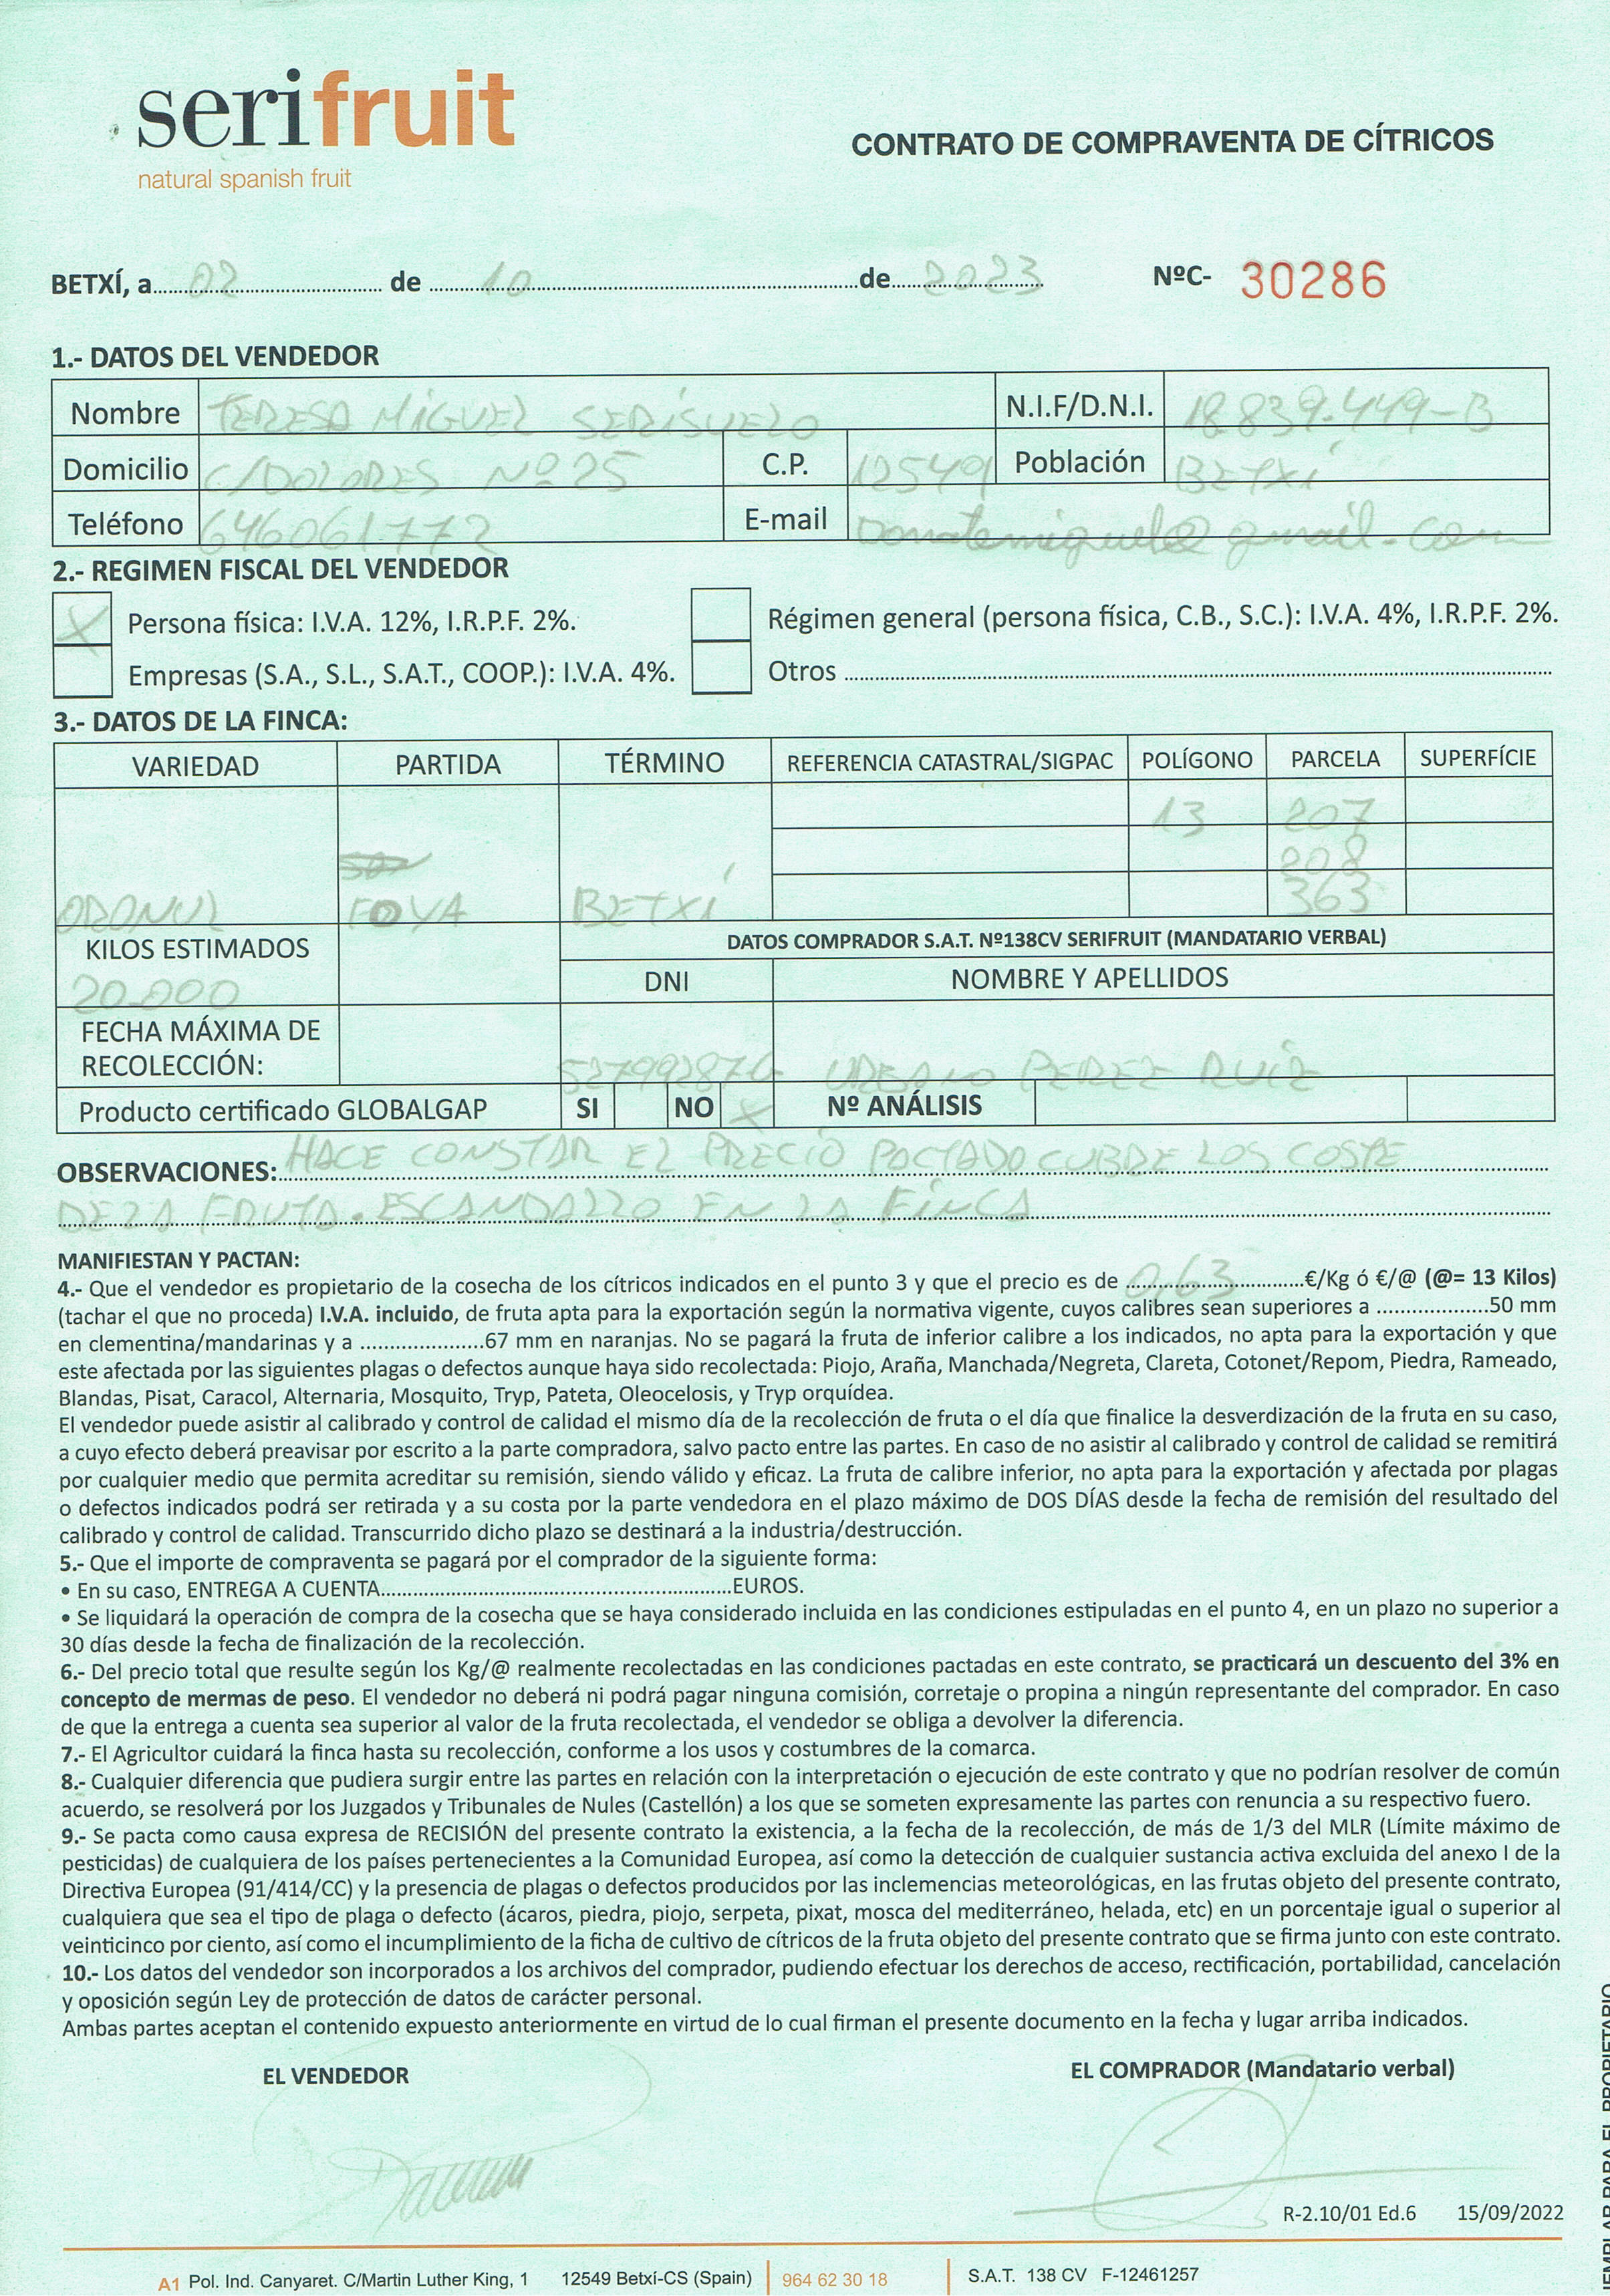 serifruit
natural spanish fruit
CONTRATO DE COMPRAVENTA DE CÍTRICOS
BETXÍ, a 02 de 10 de 2023 NºC- 30286
1.- DATOS DEL VENDEDOR
Nombre TERESA MIGUEL SERISUELO N.I.F/D.N.I. 18839.449-B
Domicilio C/DOLORES Nº 25 C.P. 12549 Población BETXÍ
Teléfono 646061772 E-mail Donatemiguel@gmail.com
2.- REGIMEN FISCAL DEL VENDEDOR
X Persona física: I.V.A. 12%, I.R.P.F. 2%. Régimen general (persona física, C.B., S.C.): I.V.A. 4%, I.R.P.F. 2%.
Empresas (S.A., S.L., S.A.T., COOP.): I.V.A. 4%. Otros
3.- DATOS DE LA FINCA:
VARIEDAD PARTIDA TÉRMINO REFERENCIA CATASTRAL/SIGPAC POLÍGONO PARCELA SUPERFÍCIE
13 207
208
ORONUL FOYA BETXÍ 363
KILOS ESTIMADOS DATOS COMPRADOR S.A.T. Nº138CV SERIFRUIT (MANDATARIO VERBAL)
20.000 DNI NOMBRE Y APELLIDOS
FECHA MÁXIMA DE
RECOLECCIÓN: 52799287G URBANO PEREZ RUIZ
Producto certificado GLOBALGAP SI NO X Nº ANÁLISIS
OBSERVACIONES: HACE CONSTAR EL PRECIO PACTADO CUBRE LOS COSTE
DE LA FRUTA. ESCANDALLO EN LA FINCA
MANIFIESTAN Y PACTAN:
4.- Que el vendedor es propietario de la cosecha de los cítricos indicados en el punto 3 y que el precio es de 0,63 €/Kg ó €/@ (@= 13 Kilos)
(tachar el que no proceda) I.V.A. incluido, de fruta apta para la exportación según la normativa vigente, cuyos calibres sean superiores a ..................50 mm
en clementina/mandarinas y a ....................67 mm en naranjas. No se pagará la fruta de inferior calibre a los indicados, no apta para la exportación y que
este afectada por las siguientes plagas o defectos aunque haya sido recolectada: Piojo, Araña, Manchada/Negreta, Clareta, Cotonet/Repom, Piedra, Rameado,
Blandas, Pisat, Caracol, Alternaria, Mosquito, Tryp, Pateta, Oleocelosis, y Tryp orquídea.
El vendedor puede asistir al calibrado y control de calidad el mismo día de la recolección de fruta o el día que finalice la desverdización de la fruta en su caso,
a cuyo efecto deberá preavisar por escrito a la parte compradora, salvo pacto entre las partes. En caso de no asistir al calibrado y control de calidad se remitirá
por cualquier medio que permita acreditar su remisión, siendo válido y eficaz. La fruta de calibre inferior, no apta para la exportación y afectada por plagas
o defectos indicados podrá ser retirada y a su costa por la parte vendedora en el plazo máximo de DOS DÍAS desde la fecha de remisión del resultado del
calibrado y control de calidad. Transcurrido dicho plazo se destinará a la industria/destrucción.
5.- Que el importe de compraventa se pagará por el comprador de la siguiente forma:
• En su caso, ENTREGA A CUENTA..........................................................EUROS.
• Se liquidará la operación de compra de la cosecha que se haya considerado incluida en las condiciones estipuladas en el punto 4, en un plazo no superior a
30 días desde la fecha de finalización de la recolección.
6.- Del precio total que resulte según los Kg/@ realmente recolectadas en las condiciones pactadas en este contrato, se practicará un descuento del 3% en
concepto de mermas de peso. El vendedor no deberá ni podrá pagar ninguna comisión, corretaje o propina a ningún representante del comprador. En caso
de que la entrega a cuenta sea superior al valor de la fruta recolectada, el vendedor se obliga a devolver la diferencia.
7.- El Agricultor cuidará la finca hasta su recolección, conforme a los usos y costumbres de la comarca.
8.- Cualquier diferencia que pudiera surgir entre las partes en relación con la interpretación o ejecución de este contrato y que no podrían resolver de común
acuerdo, se resolverá por los Juzgados y Tribunales de Nules (Castellón) a los que se someten expresamente las partes con renuncia a su respectivo fuero.
9.- Se pacta como causa expresa de RECISIÓN del presente contrato la existencia, a la fecha de la recolección, de más de 1/3 del MLR (Límite máximo de
pesticidas) de cualquiera de los países pertenecientes a la Comunidad Europea, así como la detección de cualquier sustancia activa excluida del anexo I de la
Directiva Europea (91/414/CC) y la presencia de plagas o defectos producidos por las inclemencias meteorológicas, en las frutas objeto del presente contrato,
cualquiera que sea el tipo de plaga o defecto (ácaros, piedra, piojo, serpeta, pixat, mosca del mediterráneo, helada, etc) en un porcentaje igual o superior al
veinticinco por ciento, así como el incumplimiento de la ficha de cultivo de cítricos de la fruta objeto del presente contrato que se firma junto con este contrato.
10.- Los datos del vendedor son incorporados a los archivos del comprador, pudiendo efectuar los derechos de acceso, rectificación, portabilidad, cancelación
y oposición según Ley de protección de datos de carácter personal.
Ambas partes aceptan el contenido expuesto anteriormente en virtud de lo cual firman el presente documento en la fecha y lugar arriba indicados.
EL VENDEDOR EL COMPRADOR (Mandatario verbal)
R-2.10/01 Ed.6 15/09/2022
A1 Pol. Ind. Canyaret. C/Martin Luther King, 1 12549 Betxí-CS (Spain) 964 62 30 18 S.A.T. 138 CV F-12461257
EMPLAR PARA EL PROPIETARIO